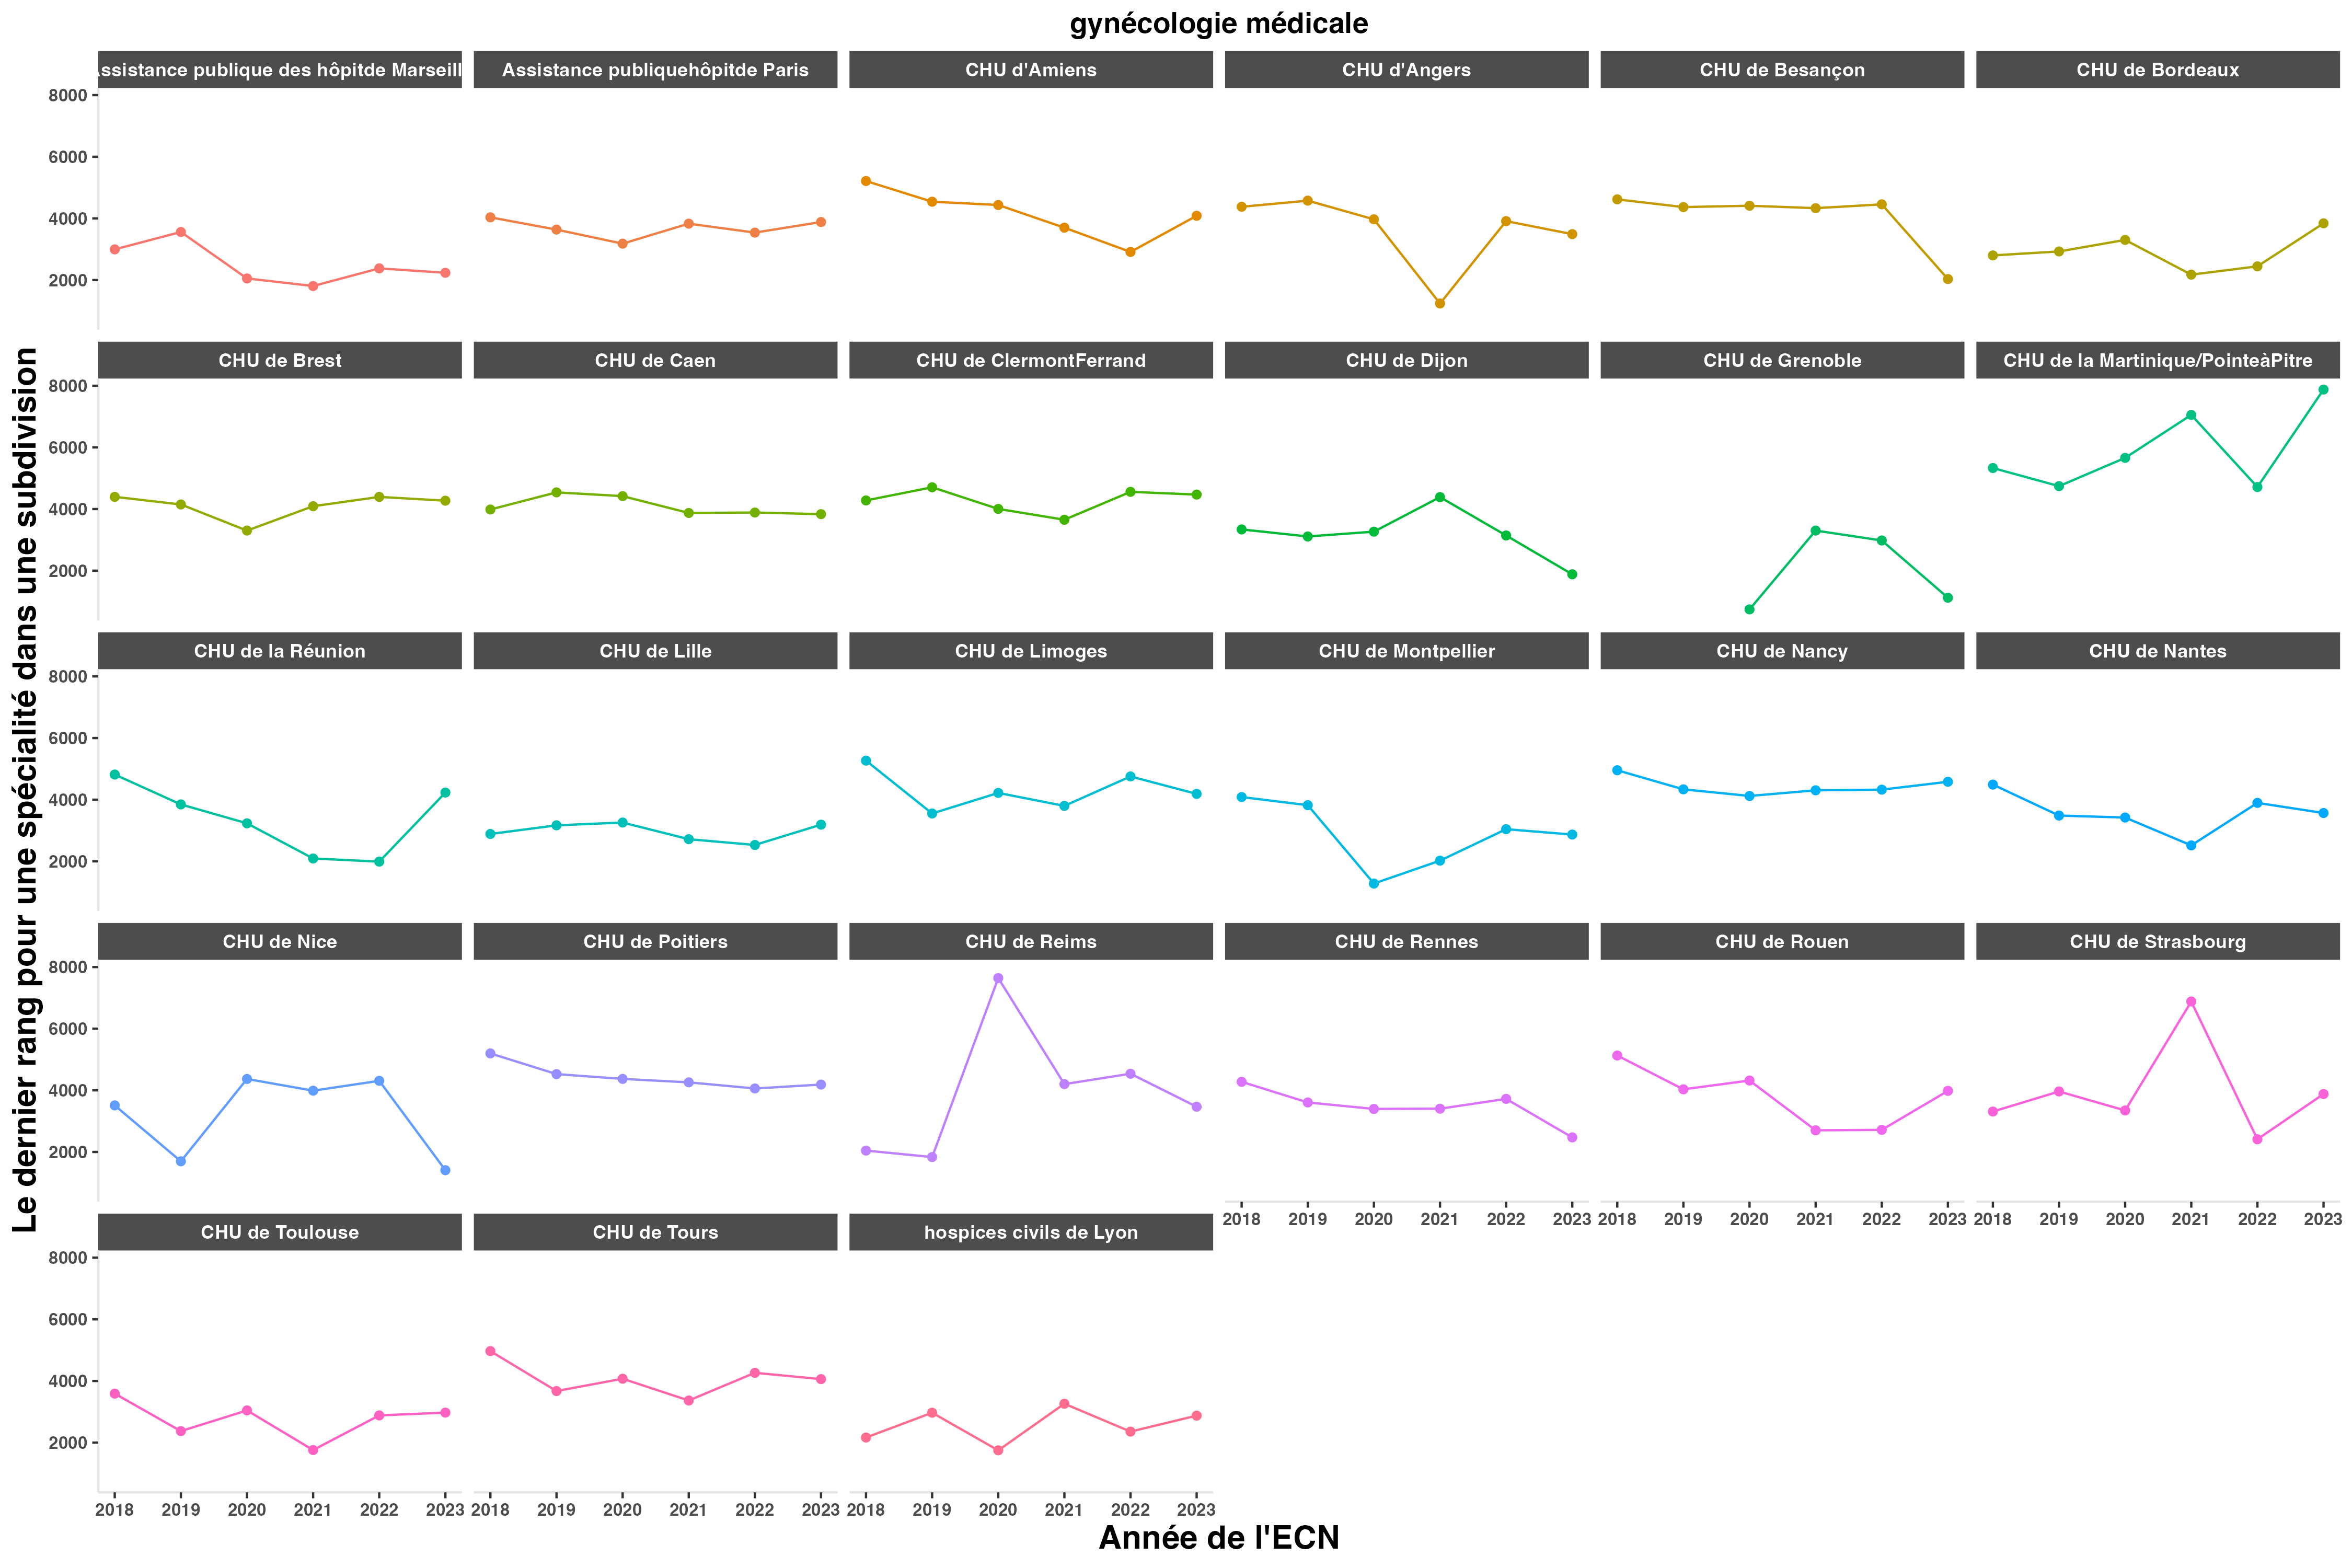 gynécologie médicale
ssistance publique des hôpitde Marseill
Assistance publiquehôpitde Paris
CHU d'Amiens
CHU d'Angers
CHU de Besançon
CHU de Bordeaux
8000
6000
4000
2000
CHU de Brest
CHU de Caen
CHU de ClermontFerrand
CHU de Dijon
CHU de Grenoble
CHU de la Martinique/PointeàPitre
8000
6000
4000
2000
CHU de la Réunion
CHU de Lille
CHU de Limoges
CHU de Montpellier
CHU de Nancy
CHU de Nantes
8000
6000
4000
2000
CHU de Nice
CHU de Poitiers
CHU de Reims
CHU de Rennes
CHU de Rouen
CHU de Strasbourg
8000
6000
4000
2000
2018 2019 2020 2021 2022 2023
2018 2019 2020 2021 2022 2023
2018 2019 2020 2021 2022 2023
CHU de Toulouse
CHU de Tours
hospices civils de Lyon
8000
6000
4000
2000
2018 2019 2020 2021 2022 2023
2018 2019 2020 2021 2022 2023
2018 2019 2020 2021 2022 2023
Année de l'ECN
Le dernier rang pour une spécialité dans une subdivision